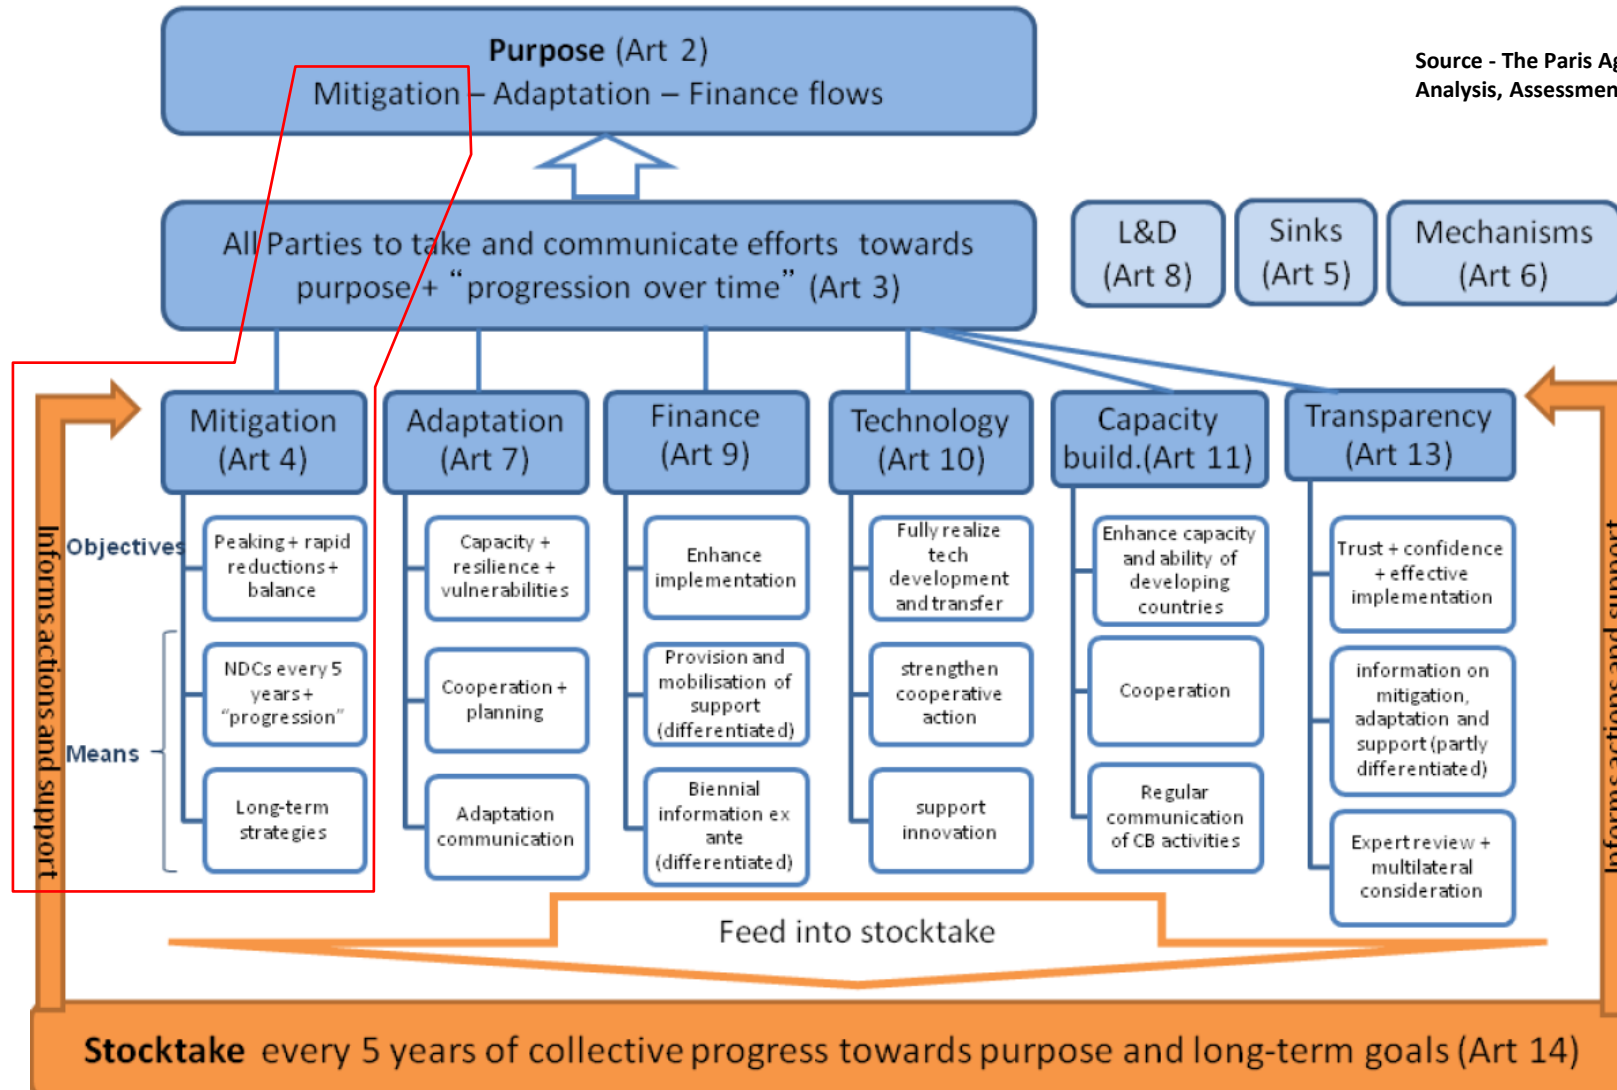 Purpose (Art 2)
Mitigation – Adaptation – Finance flows
Source - The Paris
Analysis,
All Parties to take and communicate efforts towards
purpose + “progression over time” (Art 3)
L&D
(Art 8)
Sinks
(Art 5)
Mechanisms
(Art 6)
Mitigation
(Art 4)
Adaptation
(Art 7)
Finance
(Art 9)
Technology
(Art 10)
Capacity
build.(Art 11)
Transparency
(Art 13)
Informs actions and support
Objectives
Means
Peaking + rapid
reductions +
balance
NDCs every 5
years +
“progression”
Long-term
strategies
Capacity +
resilience +
vulnerabilities
Cooperation +
planning
Adaptation
communication
Enhance
implementation
Provision and
mobilisation of
support
(differentiated)
Biennial
information ex
ante
(differentiated)
Fully realize
tech
development
and transfer
strengthen
cooperative
action
support
innovation
Enhance capacity
and ability of
developing
countries
Cooperation
Regular
communication
of CB activities
Trust + confidence
+ effective
implementation
information on
mitigation,
adaptation and
support (partly
differentiated)
Expert review +
multilateral
consideration
Informs actions and support
Feed into stocktake
Stocktake every 5 years of collective progress towards purpose and long-term goals (Art 14)